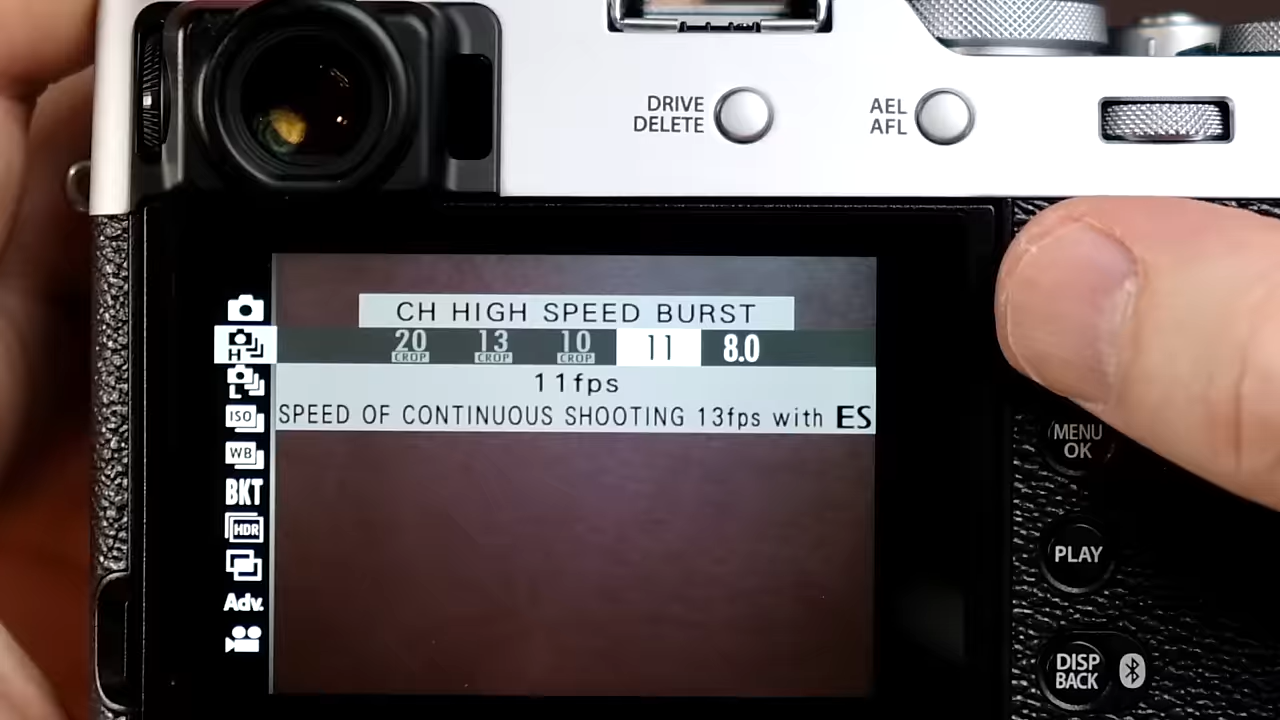 DRIVE
DELETE
AEL
AFL
CH HIGH SPEED BURST
20 13 10 11 8.0
CROP CROP CROP
11fps
SPEED OF CONTINUOUS SHOOTING 13fps with ES
H
L
ISO
WB
BKT
HDR
Adv.
MENU
OK
PLAY
DISP
BACK